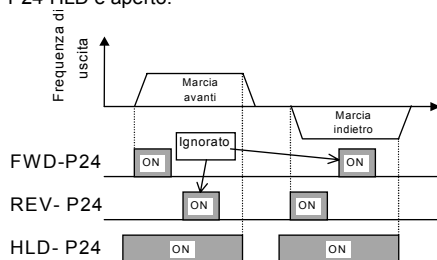 P24-HLD è aperto.
Frequenza di
uscita
Marcia
avanti
Marcia
indietro
Ignorato
FWD-P24
ON
ON
REV- P24
ON
ON
HLD- P24
ON
ON